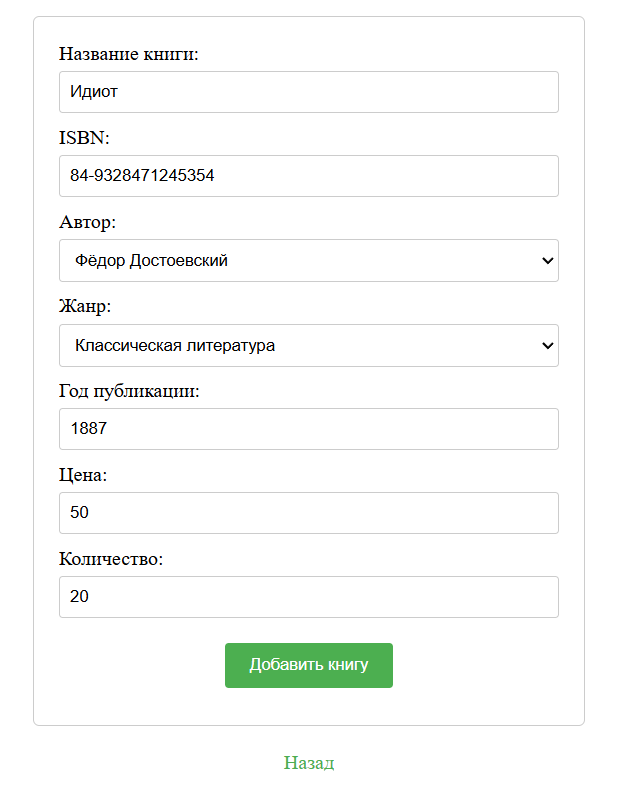 Название книги:
Идиот
ISBN:
84-9328471245354
Автор:
Фёдор Достоевский
Жанр:
Классическая литература
Год публикации:
1887
Цена:
50
Количество:
20
Добавить книгу
Назад